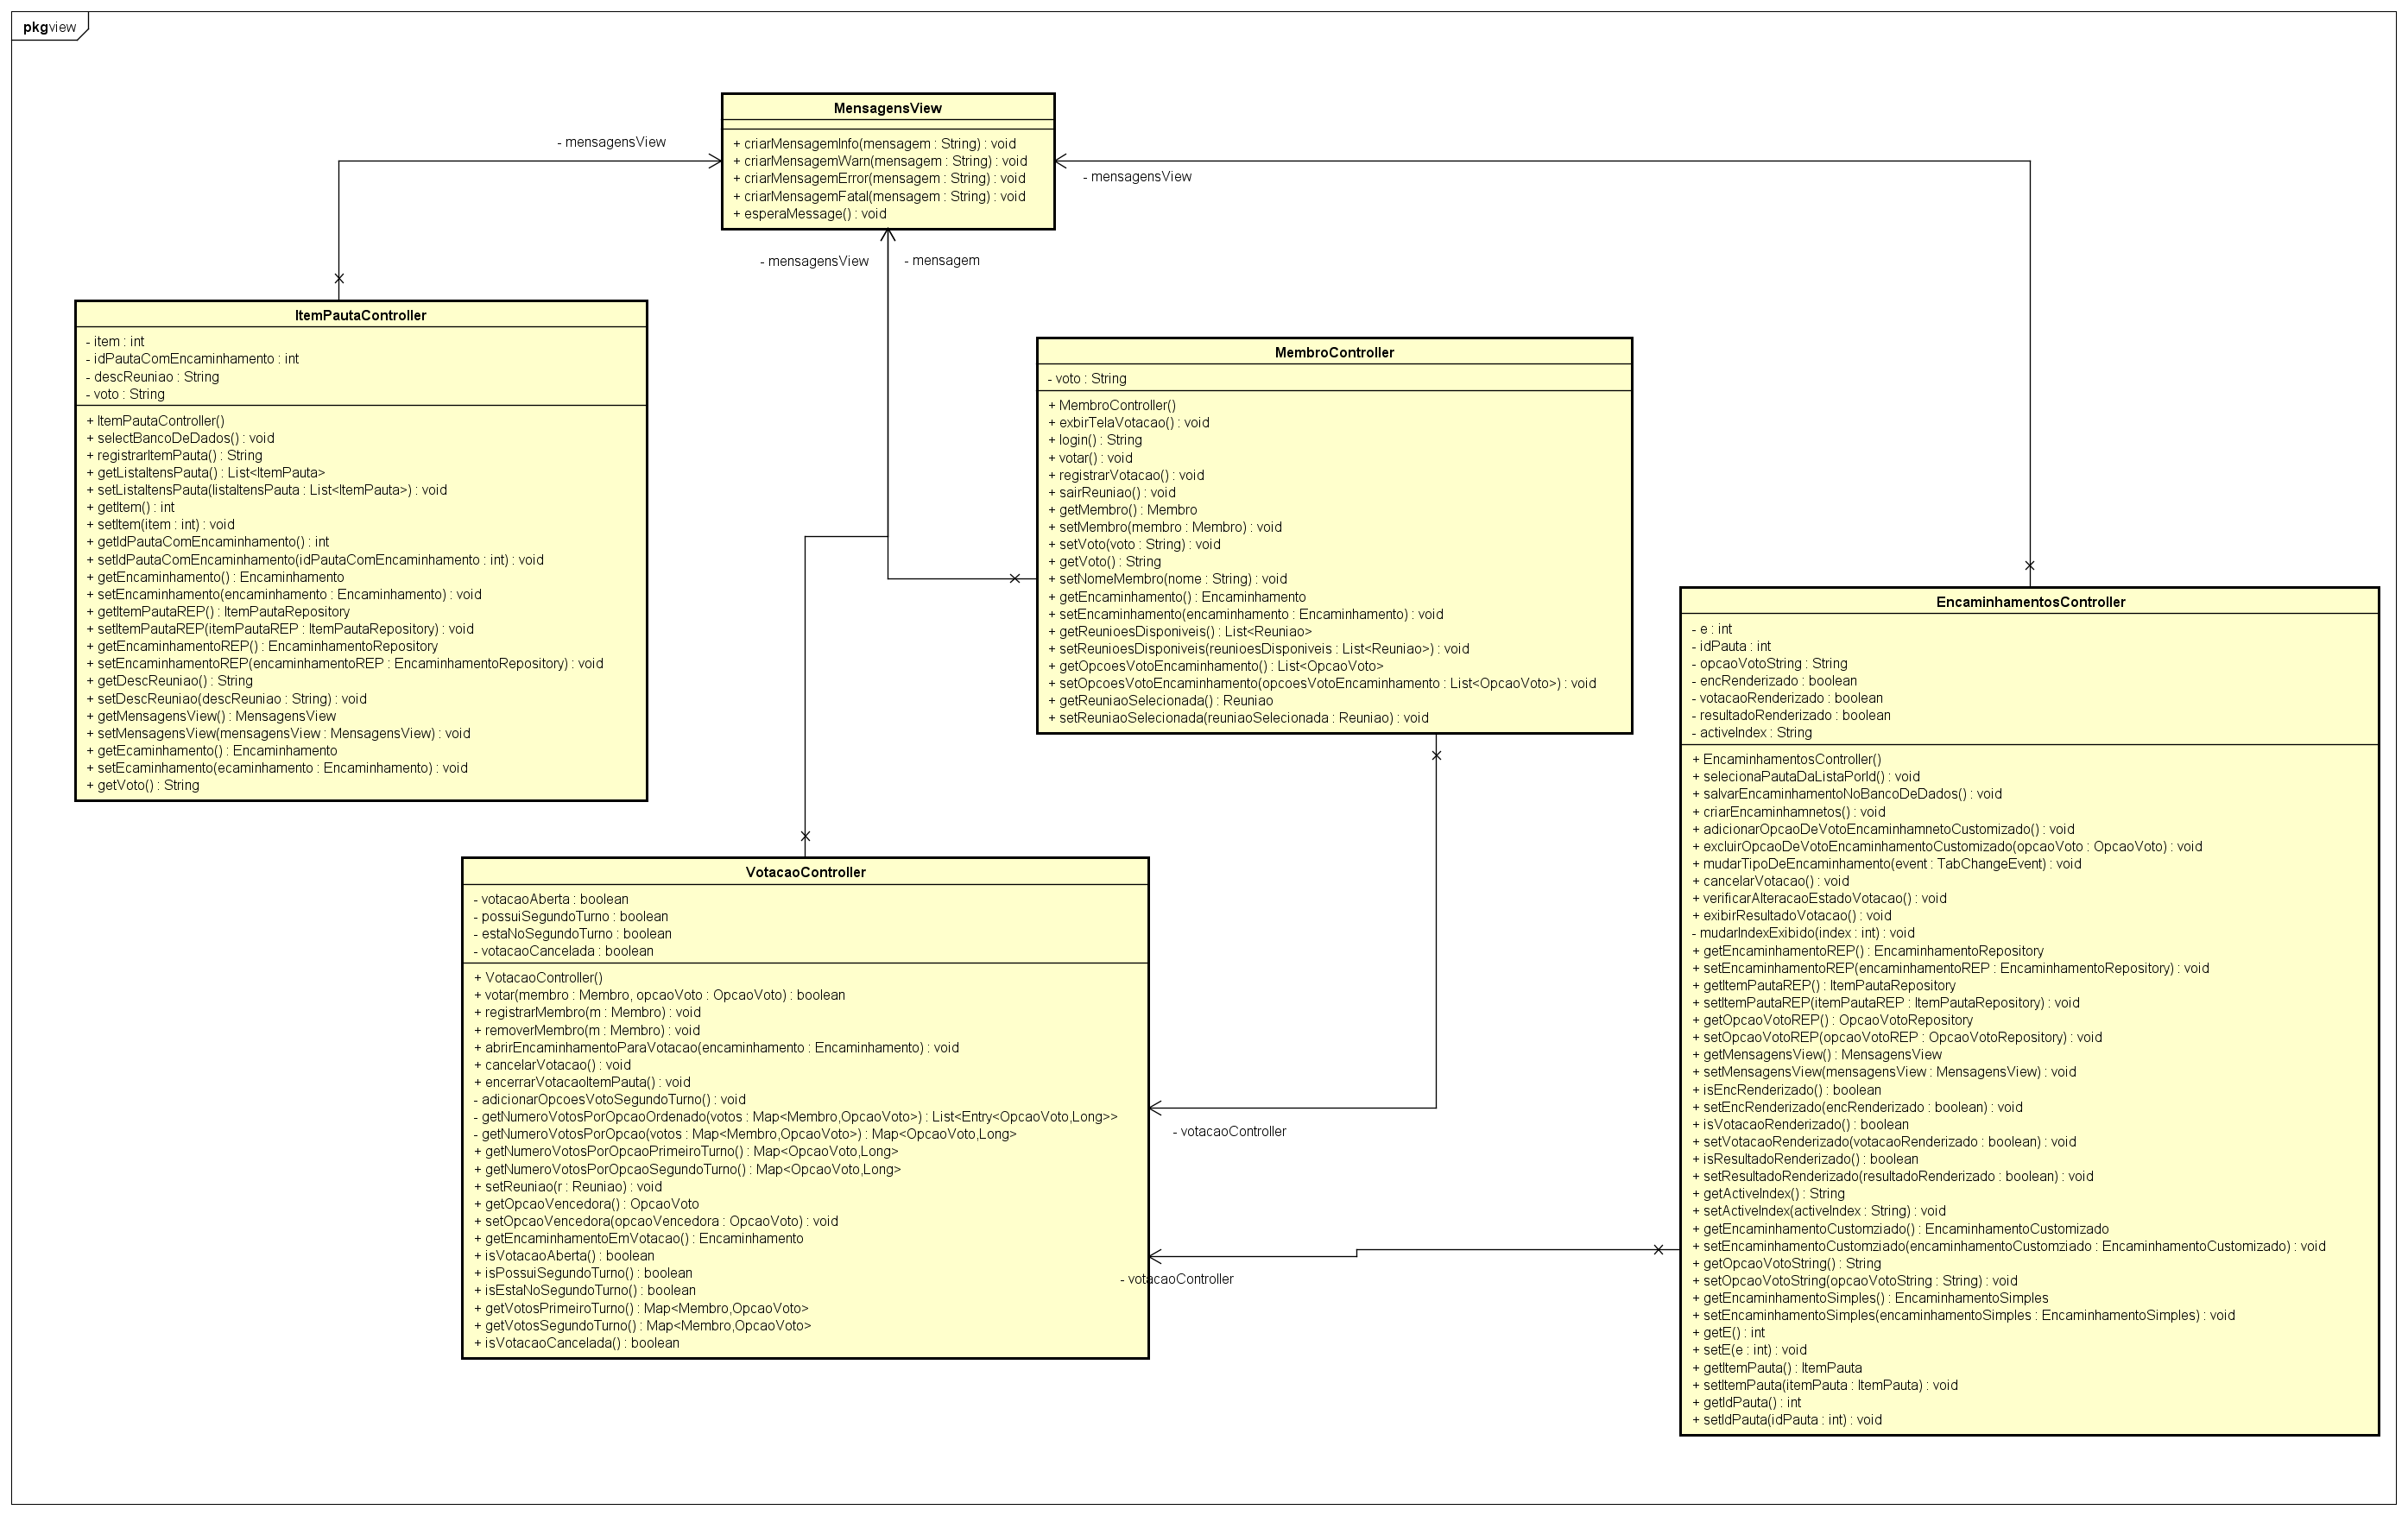 pkg view
MensagensView
+ criarMensagemInfo(mensagem : String) : void
+ criarMensagemWarn(mensagem : String) : void
+ criarMensagemError(mensagem : String) : void
+ criarMensagemFatal(mensagem : String) : void
+ esperaMessage() : void
- mensagensView
- mensagensView
- mensagensView
- mensagem
ItemPautaController
- item : int
- idPautaComEncaminhamento : int
- descReuniao : String
- voto : String
+ ItemPautaController()
+ selectBancoDeDados() : void
+ registrarItemPauta() : String
+ getListaItensPauta() : List<ItemPauta>
+ setListaItensPauta(listaItensPauta : List<ItemPauta>) : void
+ getItem() : int
+ setItem(item : int) : void
+ getIdPautaComEncaminhamento() : int
+ setIdPautaComEncaminhamento(idPautaComEncaminhamento : int) : void
+ getEncaminhamento() : Encaminhamento
+ setEncaminhamento(encaminhamento : Encaminhamento) : void
+ getItemPautaREP() : ItemPautaRepository
+ setItemPautaREP(itemPautaREP : ItemPautaRepository) : void
+ getEncaminhamentoREP() : EncaminhamentoRepository
+ setEncaminhamentoREP(encaminhamentoREP : EncaminhamentoRepository) : void
+ getDescReuniao() : String
+ setDescReuniao(descReuniao : String) : void
+ getMensagensView() : MensagensView
+ setMensagensView(mensagensView : MensagensView) : void
+ getEcaminhamento() : Encaminhamento
+ setEcaminhamento(ecaminhamento : Encaminhamento) : void
+ getVoto() : String
MembroController
- voto : String
+ MembroController()
+ exbirTelaVotacao() : void
+ login() : String
+ votar() : void
+ registrarVotacao() : void
+ sairReuniao() : void
+ getMembro() : Membro
+ setMembro(membro : Membro) : void
+ setVoto(voto : String) : void
+ getVoto() : String
+ setNomeMembro(nome : String) : void
+ getEncaminhamento() : Encaminhamento
+ setEncaminhamento(encaminhamento : Encaminhamento) : void
+ getReunioesDisponiveis() : List<Reuniao>
+ setReunioesDisponiveis(reunioesDisponiveis : List<Reuniao>) : void
+ getOpcoesVotoEncaminhamento() : List<OpcaoVoto>
+ setOpcoesVotoEncaminhamento(opcoesVotoEncaminhamento : List<OpcaoVoto>) : void
+ getReuniaoSelecionada() : Reuniao
+ setReuniaoSelecionada(reuniaoSelecionada : Reuniao) : void
VotacaoController
- votacaoAberta : boolean
- possuiSegundoTurno : boolean
- estaNoSegundoTurno : boolean
- votacaoCancelada : boolean
+ VotacaoController()
+ votar(membro : Membro, opcaoVoto : OpcaoVoto) : boolean
+ registrarMembro(m : Membro) : void
+ removerMembro(m : Membro) : void
+ abrirEncaminhamentoParaVotacao(encaminhamento : Encaminhamento) : void
+ cancelarVotacao() : void
+ encerrarVotacaoItemPauta() : void
- adicionarOpcoesVotoSegundoTurno() : void
- getNumeroVotosPorOpcaoOrdenado(votos : Map<Membro,OpcaoVoto>) : List<Entry<OpcaoVoto,Long>>
- getNumeroVotosPorOpcao(votos : Map<Membro,OpcaoVoto>) : Map<OpcaoVoto,Long>
+ getNumeroVotosPorOpcaoPrimeiroTurno() : Map<OpcaoVoto,Long>
+ getNumeroVotosPorOpcaoSegundoTurno() : Map<OpcaoVoto,Long>
+ setReuniao(r : Reuniao) : void
+ getOpcaoVencedora() : OpcaoVoto
+ setOpcaoVencedora(opcaoVencedora : OpcaoVoto) : void
+ getEncaminhamentoEmVotacao() : Encaminhamento
+ isVotacaoAberta() : boolean
+ isPossuiSegundoTurno() : boolean
+ isEstaNoSegundoTurno() : boolean
+ getVotosPrimeiroTurno() : Map<Membro,OpcaoVoto>
+ getVotosSegundoTurno() : Map<Membro,OpcaoVoto>
+ isVotacaoCancelada() : boolean
- votacaoController
- votacaoController
EncaminhamentosController
- e : int
- idPauta : int
- opcaoVotoString : String
- encRenderizado : boolean
- votacaoRenderizado : boolean
- resultadoRenderizado : boolean
- activeIndex : String
+ EncaminhamentosController()
+ selecionaPautaDaListaPorId() : void
+ salvarEncaminhamentoNoBancoDeDados() : void
+ criarEncaminhamnetos() : void
+ adicionarOpcaoDeVotoEncaminhamnetoCustomizado() : void
+ excluirOpcaoDeVotoEncaminhamentoCustomizado(opcaoVoto : OpcaoVoto) : void
+ mudarTipoDeEncaminhamento(event : TabChangeEvent) : void
+ cancelarVotacao() : void
+ verificarAlteracaoEstadoVotacao() : void
+ exibirResultadoVotacao() : void
- mudarIndexExibido(index : int) : void
+ getEncaminhamentoREP() : EncaminhamentoRepository
+ setEncaminhamentoREP(encaminhamentoREP : EncaminhamentoRepository) : void
+ getItemPautaREP() : ItemPautaRepository
+ setItemPautaREP(itemPautaREP : ItemPautaRepository) : void
+ getOpcaoVotoREP() : OpcaoVotoRepository
+ setOpcaoVotoREP(opcaoVotoREP : OpcaoVotoRepository) : void
+ getMensagensView() : MensagensView
+ setMensagensView(mensagensView : MensagensView) : void
+ isEncRenderizado() : boolean
+ setEncRenderizado(encRenderizado : boolean) : void
+ isVotacaoRenderizado() : boolean
+ setVotacaoRenderizado(votacaoRenderizado : boolean) : void
+ isResultadoRenderizado() : boolean
+ setResultadoRenderizado(resultadoRenderizado : boolean) : void
+ getActiveIndex() : String
+ setActiveIndex(activeIndex : String) : void
+ getEncaminhamentoCustomziado() : EncaminhamentoCustomizado
+ setEncaminhamentoCustomziado(encaminhamentoCustomziado : EncaminhamentoCustomizado) : void
+ getOpcaoVotoString() : String
+ setOpcaoVotoString(opcaoVotoString : String) : void
+ getEncaminhamentoSimples() : EncaminhamentoSimples
+ setEncaminhamentoSimples(encaminhamentoSimples : EncaminhamentoSimples) : void
+ getE() : int
+ setE(e : int) : void
+ getItemPauta() : ItemPauta
+ setItemPauta(itemPauta : ItemPauta) : void
+ getIdPauta() : int
+ setIdPauta(idPauta : int) : void